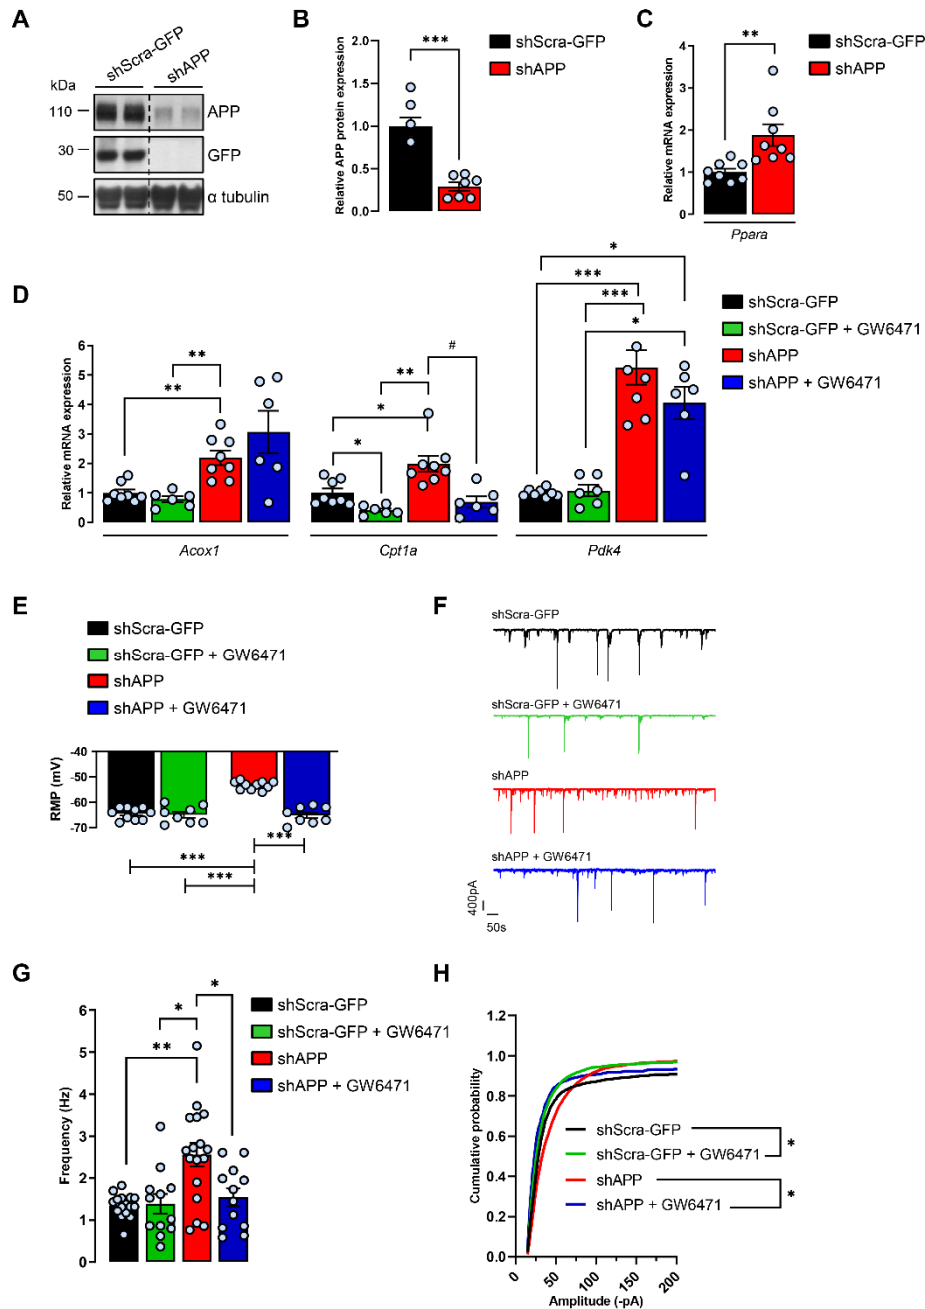 A
shScra-GFP
shAPP
kDa
110
APP
30
GFP
50
α tubulin
B
Relative APP protein expression
2.0
1.5
1.0
0.5
0.0
***
shScra-GFP
shAPP
C
Relative mRNA expression
4
3
2
1
0
**
shScra-GFP
shAPP
Ppara
D
Relative mRNA expression
6
5
4
3
2
1
0
**
**
Acox1
*
*
**
#
Cpt1a
*
***
***
*
Pdk4
shScra-GFP
shScra-GFP + GW6471
shAPP
shAPP + GW6471
E
shScra-GFP
shScra-GFP + GW6471
shAPP
shAPP + GW6471
RMP (mV)
-40
-50
-60
-70
***
***
***
F
shScra-GFP
shScra-GFP + GW6471
shAPP
shAPP + GW6471
400pA
50s
G
Frequency (Hz)
6
5
4
3
2
1
0
**
*
*
shScra-GFP
shScra-GFP + GW6471
shAPP
shAPP + GW6471
H
Cumulative probability
1.2
1.0
0.8
0.6
0.4
0.2
0.0
shScra-GFP
shScra-GFP + GW6471
*
shAPP
shAPP + GW6471
*
0
50
100
150
200
Amplitude (-pA)